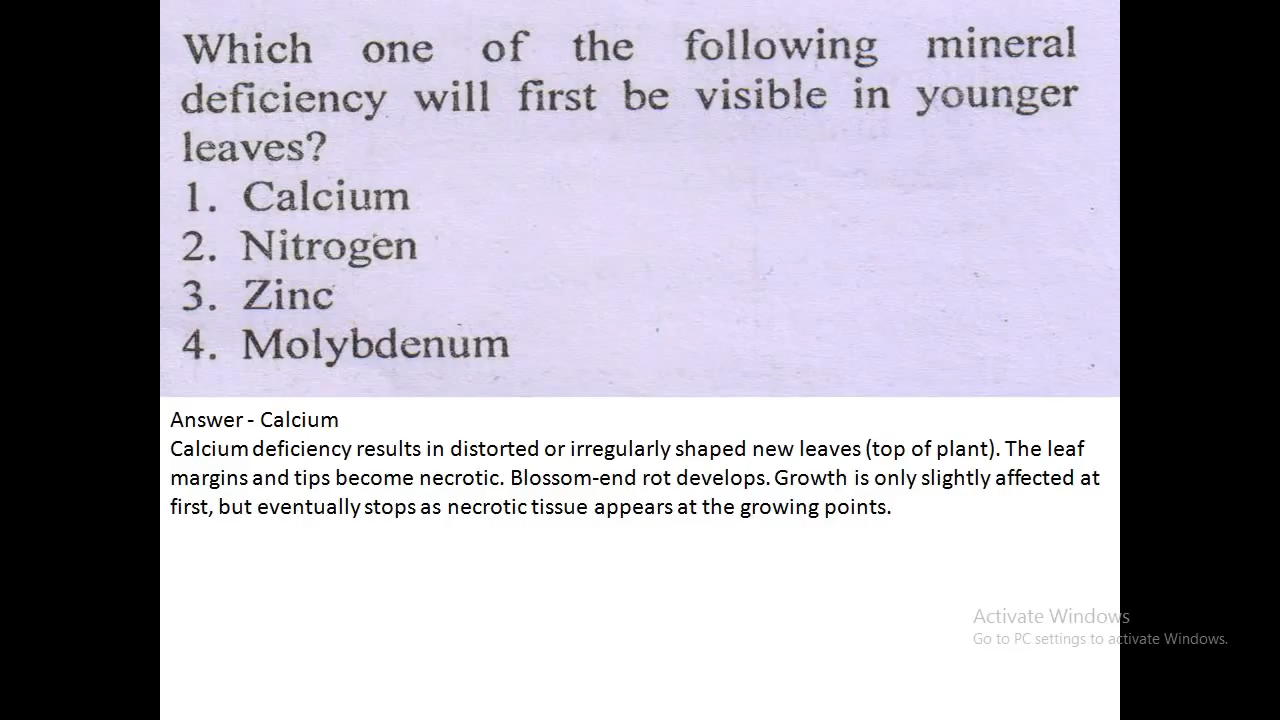 Which one of the following mineral
deficiency will first be visible in younger
leaves?
1. Calcium
2. Nitrogen
3. Zinc
4. Molybdenum
Answer - Calcium
Calcium deficiency results in distorted or irregularly shaped new leaves (top of plant). The leaf
margins and tips become necrotic. Blossom-end rot develops. Growth is only slightly affected at
first, but eventually stops as necrotic tissue appears at the growing points.
Activate Windows
Go to PC settings to activate Windows.